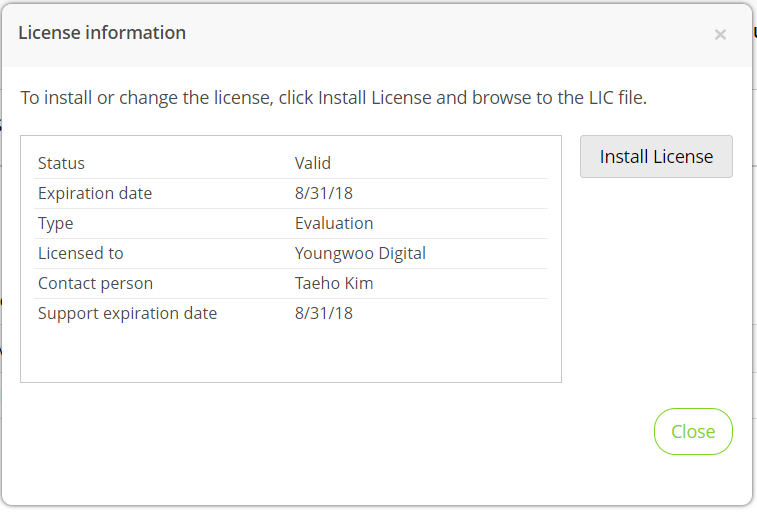 License information
×
To install or change the license, click Install License and browse to the LIC file.
Status Valid
Install License
Expiration date 8/31/18
Type Evaluation
Licensed to Youngwoo Digital
Contact person Taeho Kim
Support expiration date 8/31/18
Close